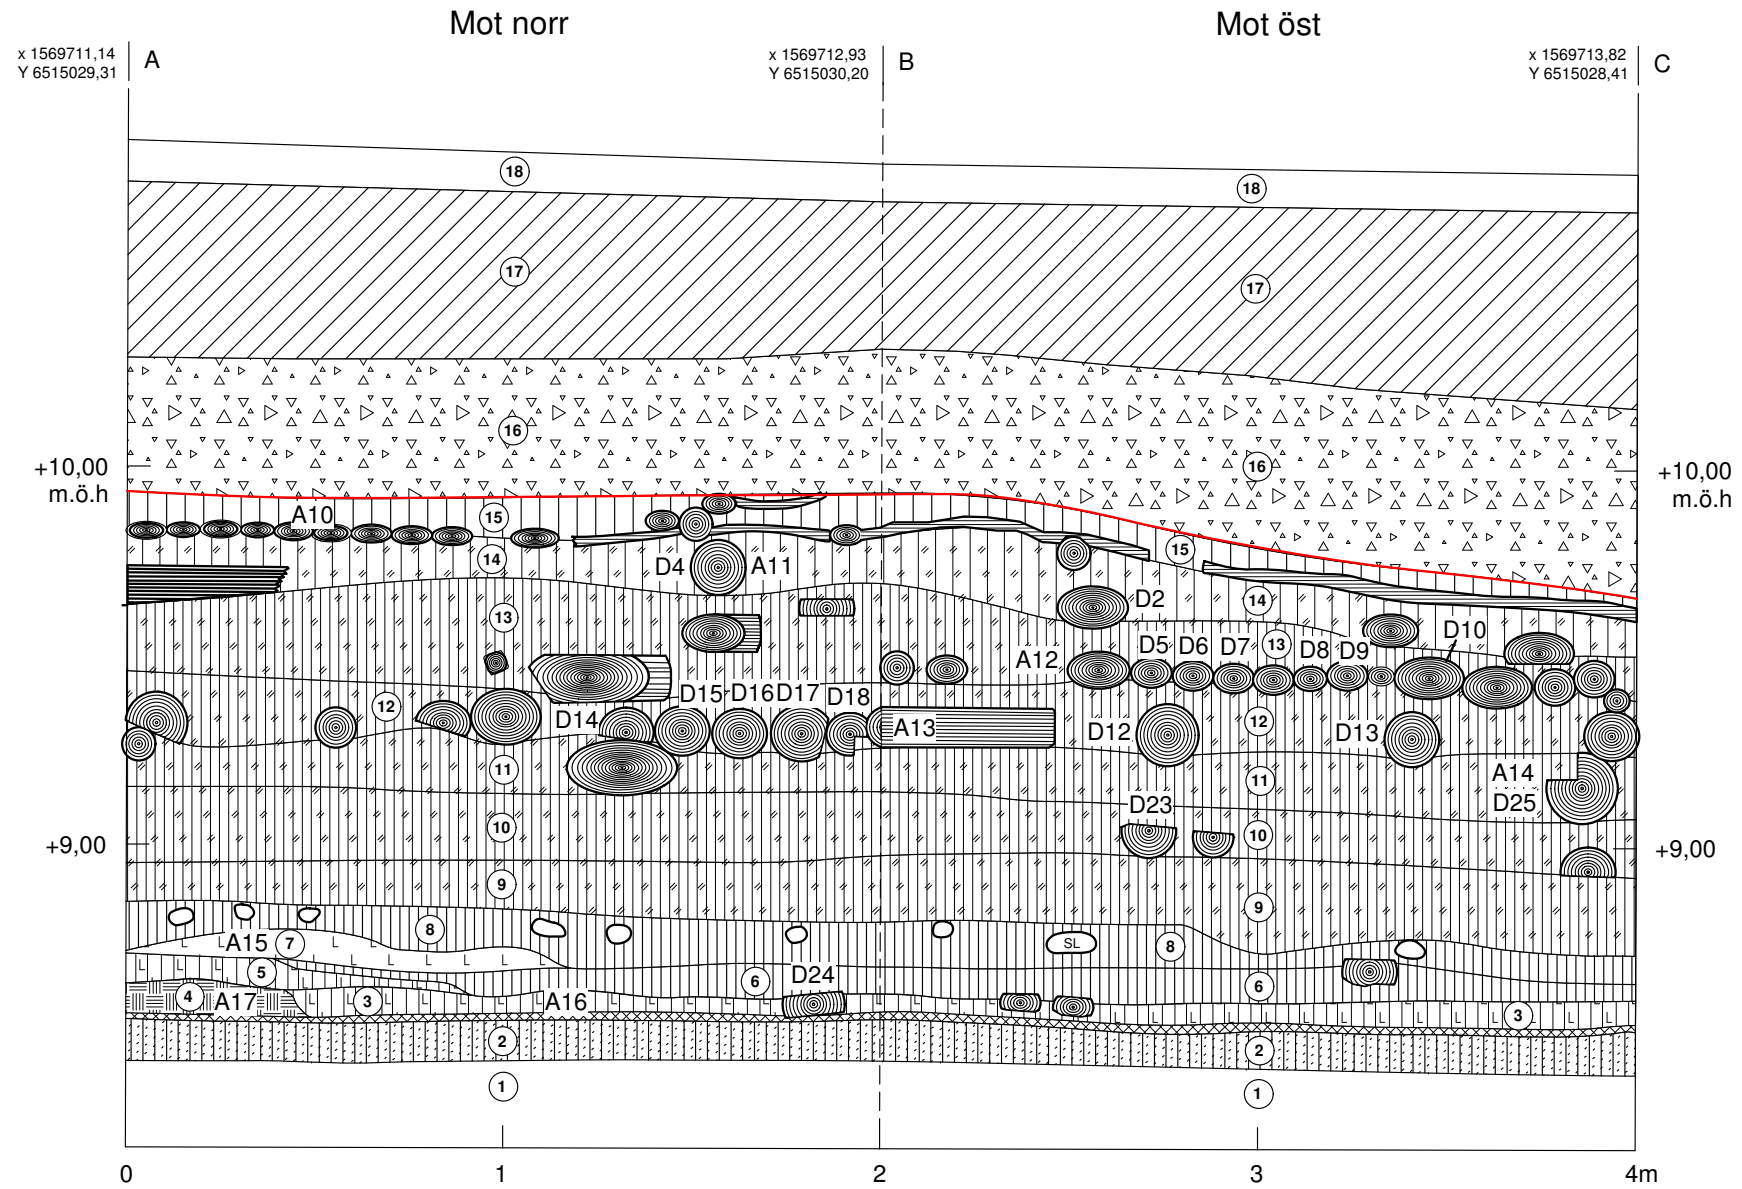 Mot norr
Mot öst
x 1569711,14
Y 6515029,31
A
x 1569712,93
Y 6515030,20
B
x 1569713,82
Y 6515028,41
C
18
18
17
17
16
16
+10,00
m.ö.h
+10,00
m.ö.h
A10
15
15
14
D4
A11
D2
14
13
D5
D6
D7
13
D8
D9
D10
A12
D15
D16
D17
D18
12
D14
A13
D12
12
D13
11
11
A14
D25
D23
10
10
+9,00
+9,00
9
9
8
A15
7
SL
8
5
6
D24
6
4
A17
3
A16
3
2
2
1
1
0
1
2
3
4m